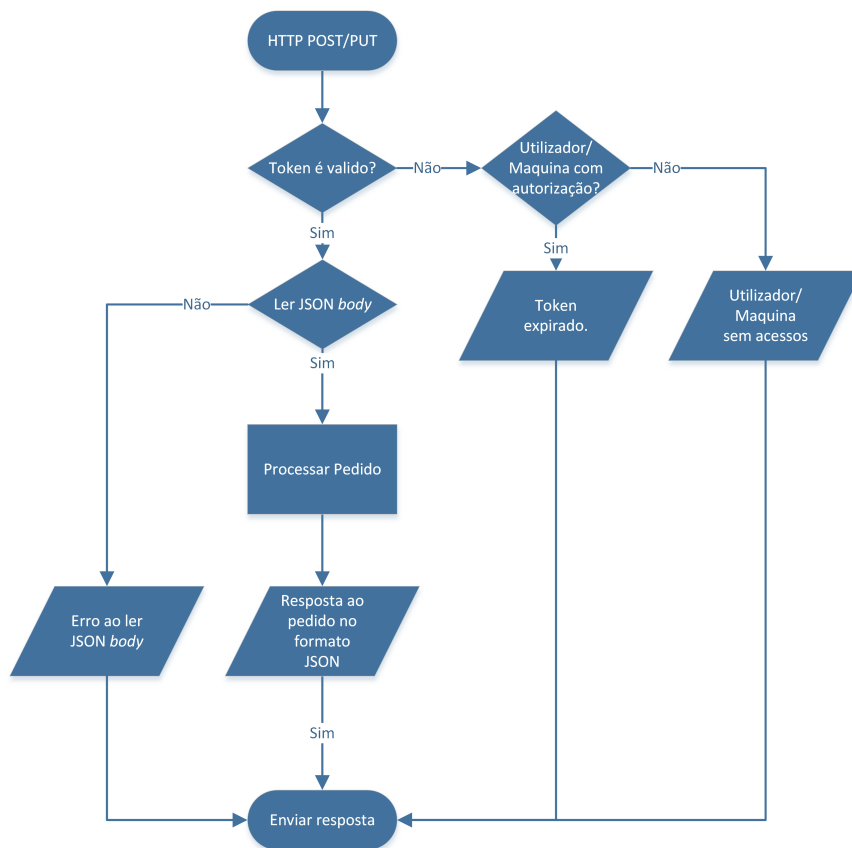 HTTP POST/PUT
Token é valido?
Não
Utilizador/
Maquina com
autorização?
Não
Sim
Sim
Não
Ler JSON body
Token
expirado.
Utilizador/
Maquina
sem acessos
Sim
Processar Pedido
Erro ao ler
JSON body
Resposta ao
pedido no
formato
JSON
Sim
Enviar resposta